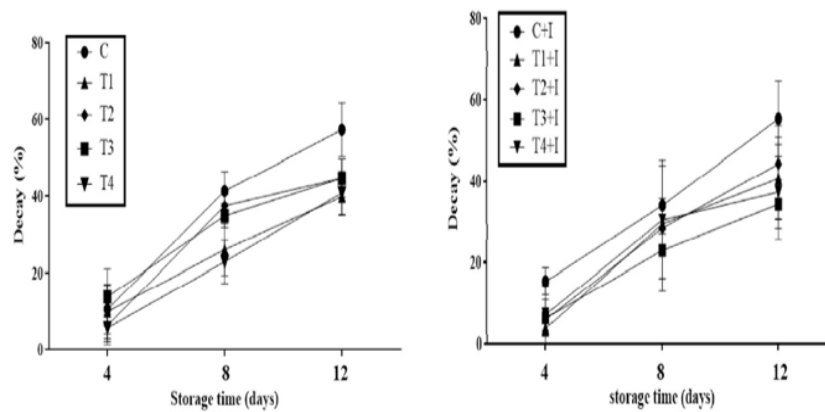 80
60
40
20
0
Decay (%)
C
T1
T2
T3
T4
4
8
12
Storage time (days)
80
60
40
20
0
Decay (%)
C+I
T1+I
T2+I
T3+I
T4+I
4
8
12
storage time (days)